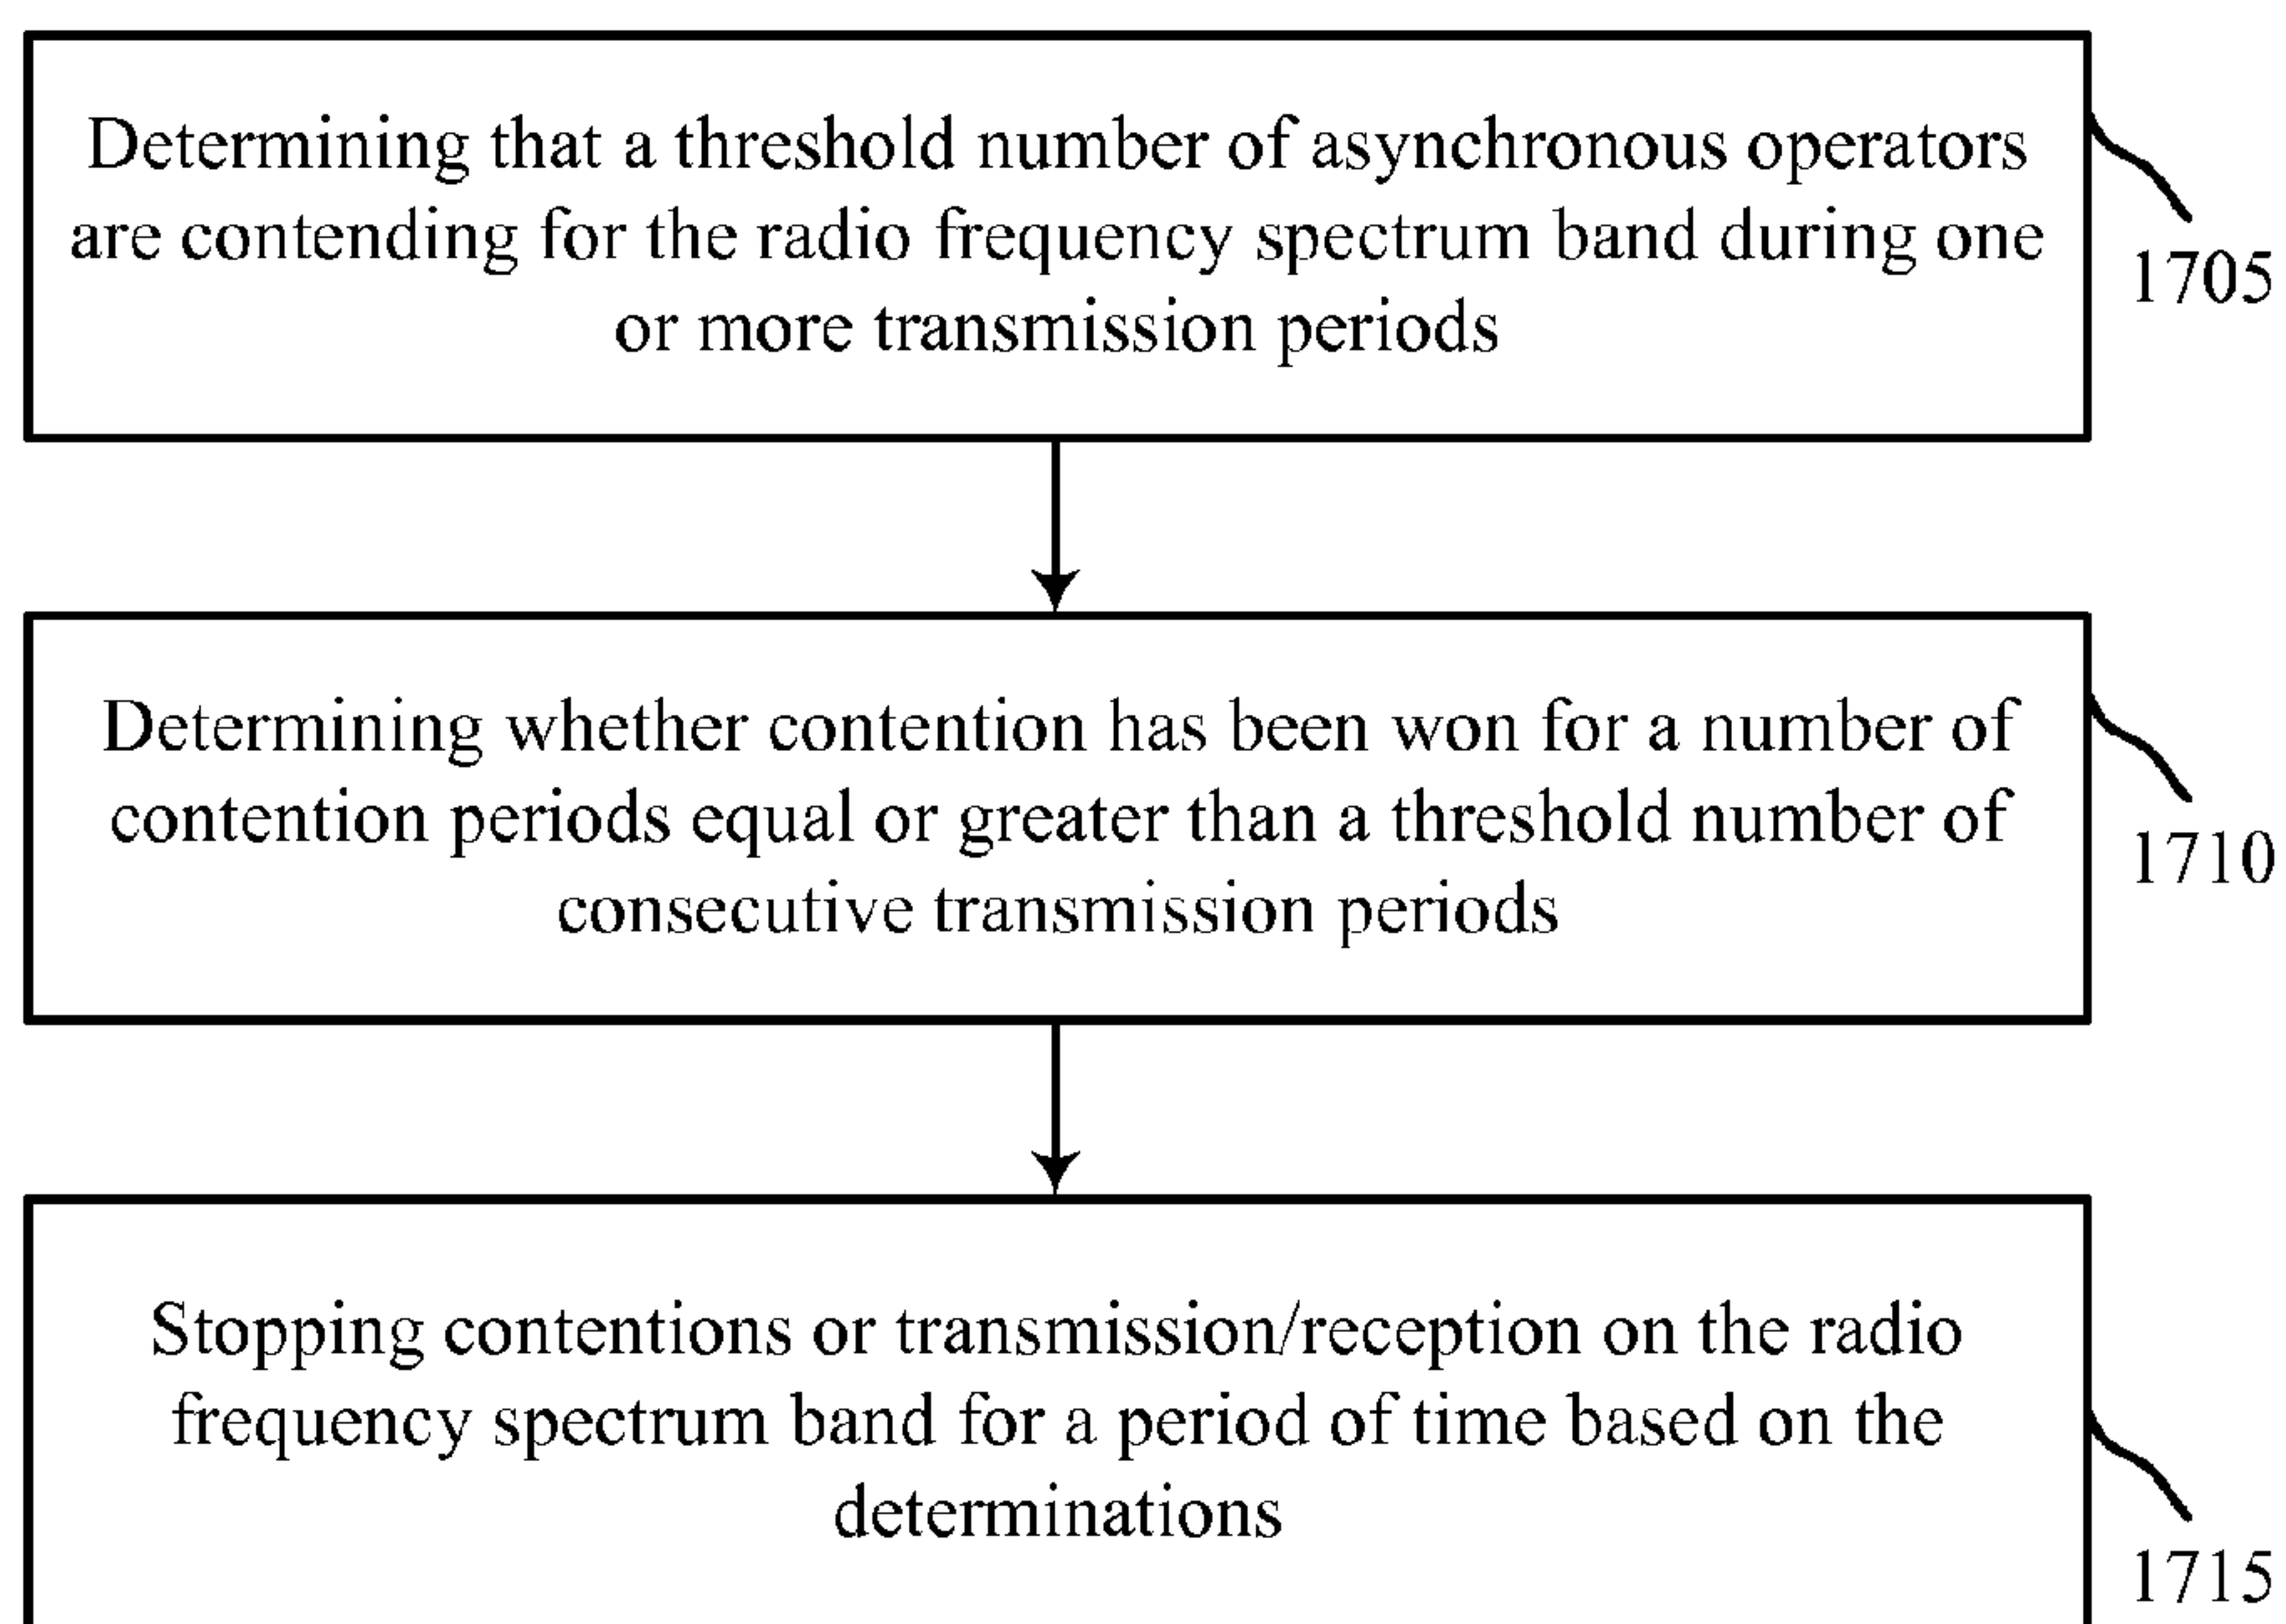 Determining that a threshold number of asynchronous operators
are contending for the radio frequency spectrum band during one
or more transmission periods
1705
Determining whether contention has been won for a number of
contention periods equal or greater than a threshold number of
consecutive transmission periods
1710
Stopping contentions or transmission/reception on the radio
frequency spectrum band for a period of time based on the
determinations
1715